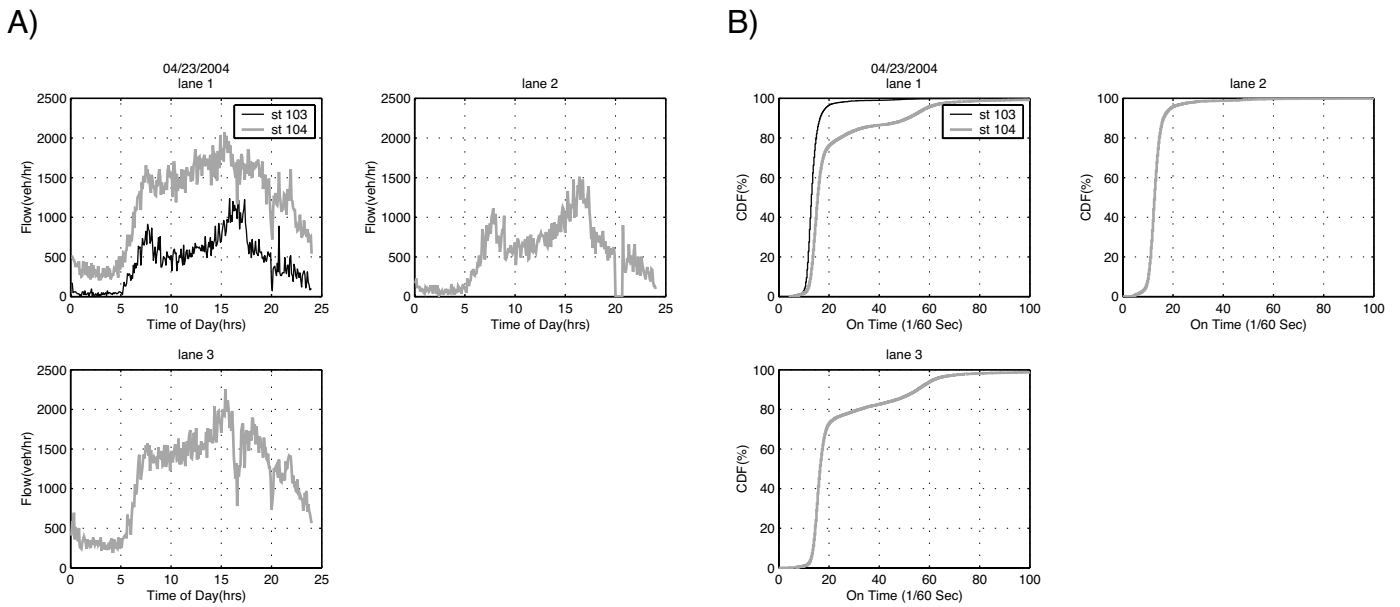 A)
B)
04/23/2004
lane 1
2500
2000
1500
1000
500
0
Flow(veh/hr)
st 103
st 104
0 5 10 15 20 25
Time of Day(hrs)
lane 2
2500
2000
1500
1000
500
0
Flow(veh/hr)
0 5 10 15 20 25
Time of Day(hrs)
lane 3
2500
2000
1500
1000
500
0
Flow(veh/hr)
0 5 10 15 20 25
Time of Day(hrs)
04/23/2004
lane 1
100
80
60
40
20
0
CDF(%)
st 103
st 104
0 20 40 60 80 100
On Time (1/60 Sec)
lane 2
100
80
60
40
20
0
CDF(%)
0 20 40 60 80 100
On Time (1/60 Sec)
lane 3
100
80
60
40
20
0
CDF(%)
0 20 40 60 80 100
On Time (1/60 Sec)